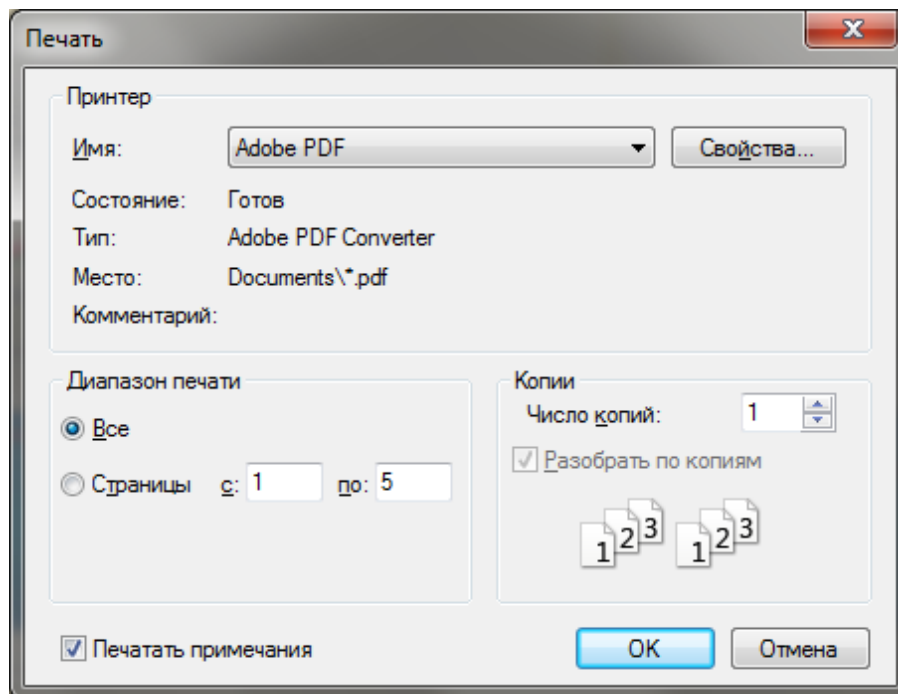 Печать
Принтер
Имя: Adobe PDF Свойства...
Состояние: Готов
Тип: Adobe PDF Converter
Место: Documents\*.pdf
Комментарий:
Диапазон печати
Все
Страницы с: 1 по: 5
Копии
Число копий: 1
Разобрать по копиям
1 2 3 1 2 3
Печатать примечания
OK Отмена